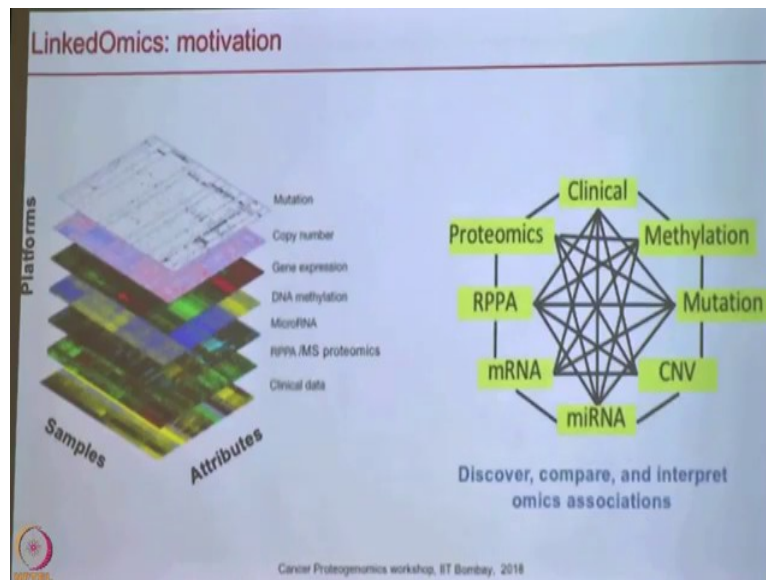 LinkedOmics: motivation
Platforms
Mutation
Copy number
Gene expression
DNA methylation
MicroRNA
RPPA/MS proteomics
Clinical data
Samples
Attributes
Clinical
Proteomics
Methylation
RPPA
Mutation
mRNA
CNV
miRNA
Discover, compare, and interpret
omics associations
Cancer Proteogenomics workshop, IIT Bombay, 2018